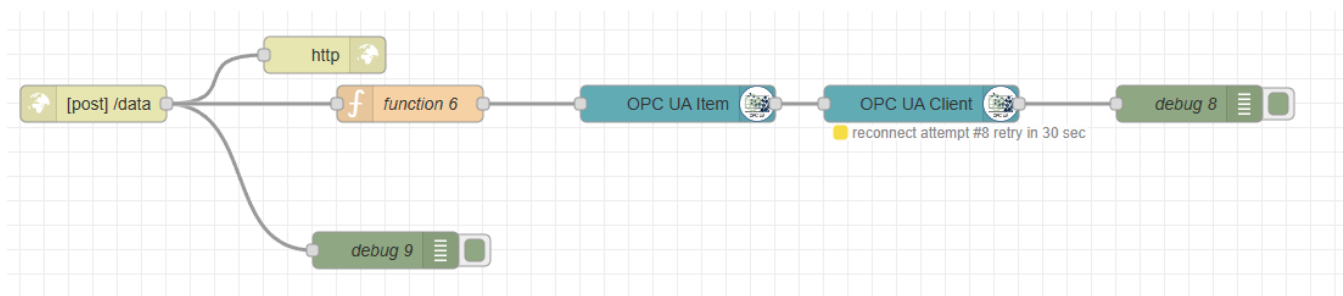 http
[post] /data
function 6
OPC UA Item
OPC UA Client
debug 8
reconnect attempt #8 retry in 30 sec
debug 9